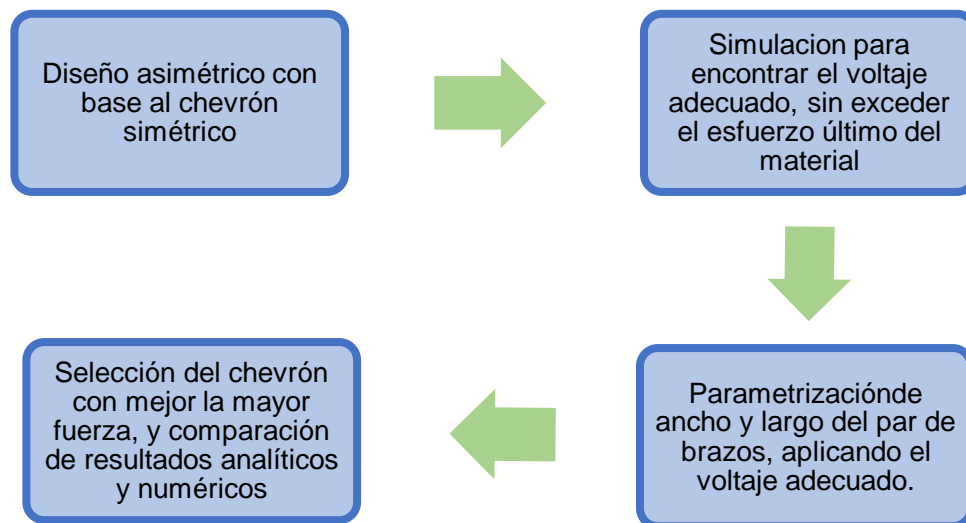 Diseño asimétrico con
base al chevrón
simétrico
Simulacion para
encontrar el voltaje
adecuado, sin exceder
el esfuerzo último del
material
Parametrizaciónde
ancho y largo del par de
brazos, aplicando el
voltaje adecuado.
Selección del chevrón
con mejor la mayor
fuerza, y comparación
de resultados analíticos
y numéricos